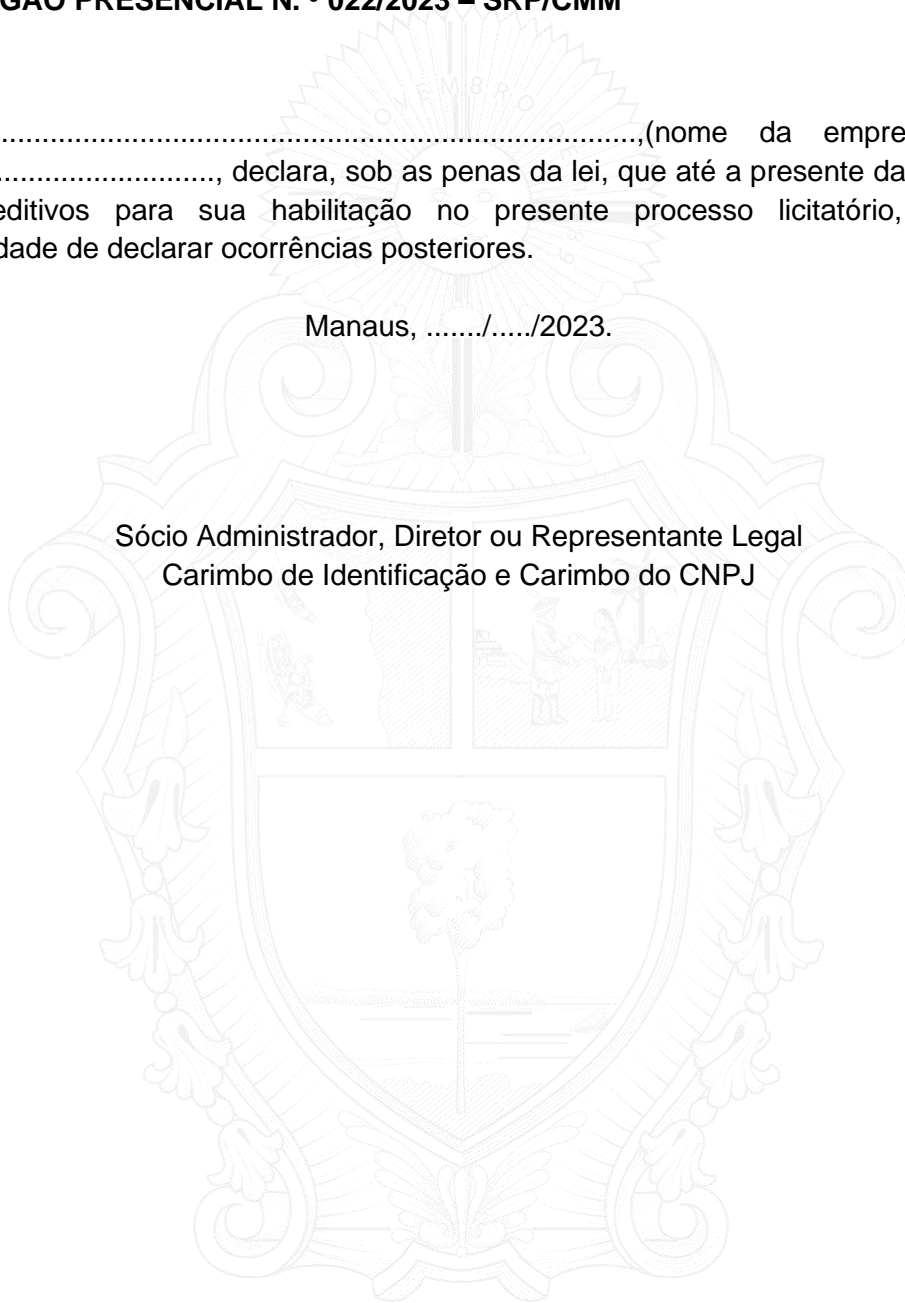 GÃO PRESENCIAL N. º 022/2023 – SRP/CMM
OVEMBRO DE
..............................................................................,(nome da empre
..........................., declara, sob as penas da lei, que até a presente da
editivos para sua habilitação no presente processo licitatório,
dade de declarar ocorrências posteriores.
Manaus, ......./...../2023.
Sócio Administrador, Diretor ou Representante Legal
Carimbo de Identificação e Carimbo do CNPJ